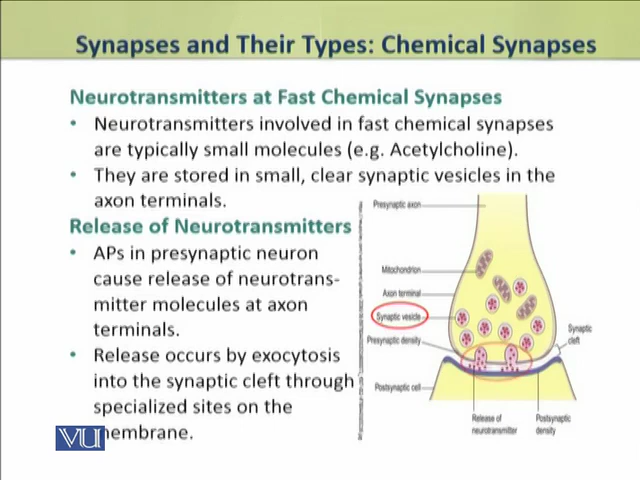 Synapses and Their Types: Chemical Synapses
Neurotransmitters at Fast Chemical Synapses
• Neurotransmitters involved in fast chemical synapses
are typically small molecules (e.g. Acetylcholine).
• They are stored in small, clear synaptic vesicles in the
axon terminals.
Release of Neurotransmitters
• APs in presynaptic neuron
cause release of neurotrans-
mitter molecules at axon
terminals.
• Release occurs by exocytosis
into the synaptic cleft through
specialized sites on the
membrane.
VU
Presynaptic axon
Mitochondrion
Axon terminal
Synaptic vesicle
Presynaptic density
Synaptic
cleft
Postsynaptic cell
Release of
neurotransmitter
Postsynaptic
density